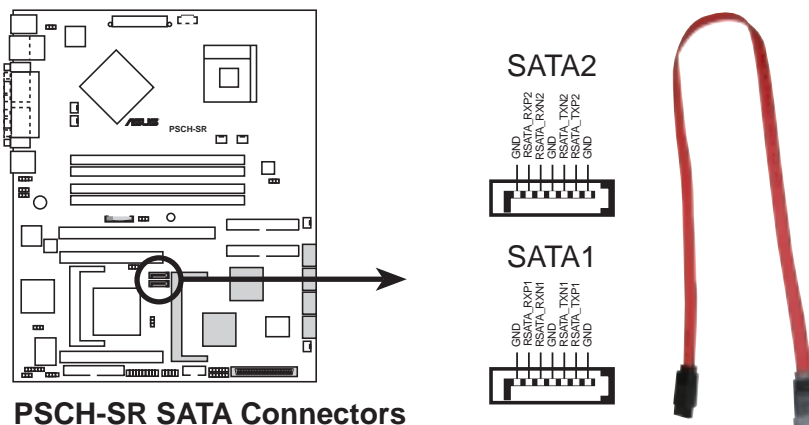 ASUS
PSCH-SR
SATA2
GND
RSATA_RXP2
RSATA_RXN2
GND
RSATA_TXN2
RSATA_TXP2
GND
SATA1
GND
RSATA_RXP1
RSATA_RXN1
GND
RSATA_TXN1
RSATA_TXP1
GND
PSCH-SR SATA Connectors